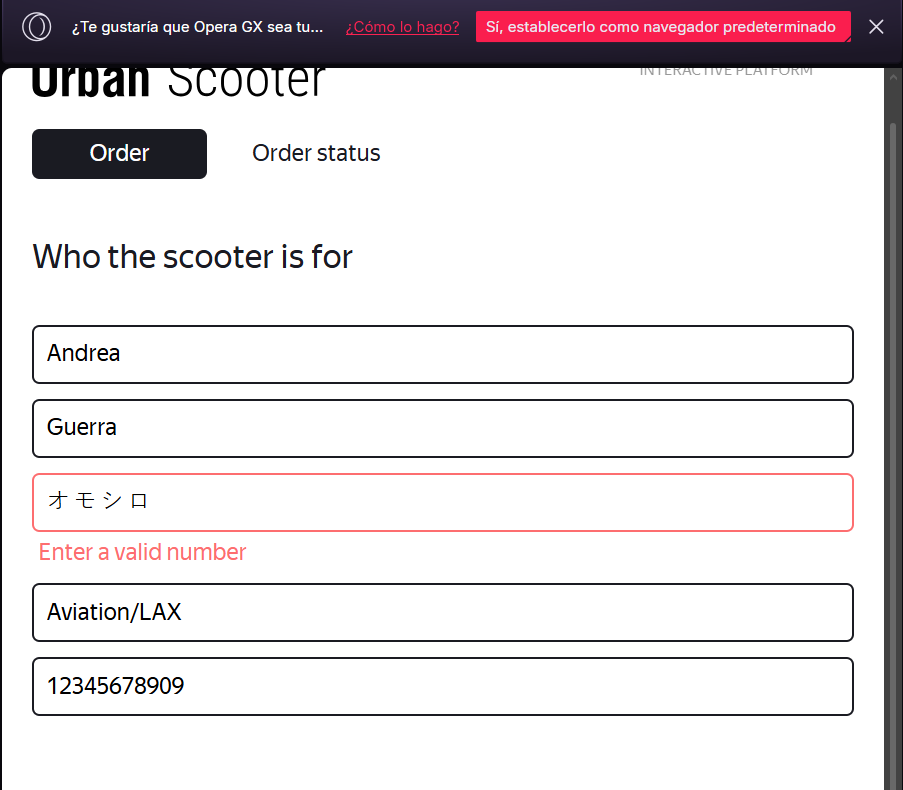 ¿Te gustaría que Opera GX sea tu... ¿Cómo lo hago? Sí, establecerlo como navegador predeterminado
Urban Scooter INTERACTIVE PLATFORM
Order Order status
Who the scooter is for
Andrea
Guerra
オモシロ
Enter a valid number
Aviation/LAX
12345678909